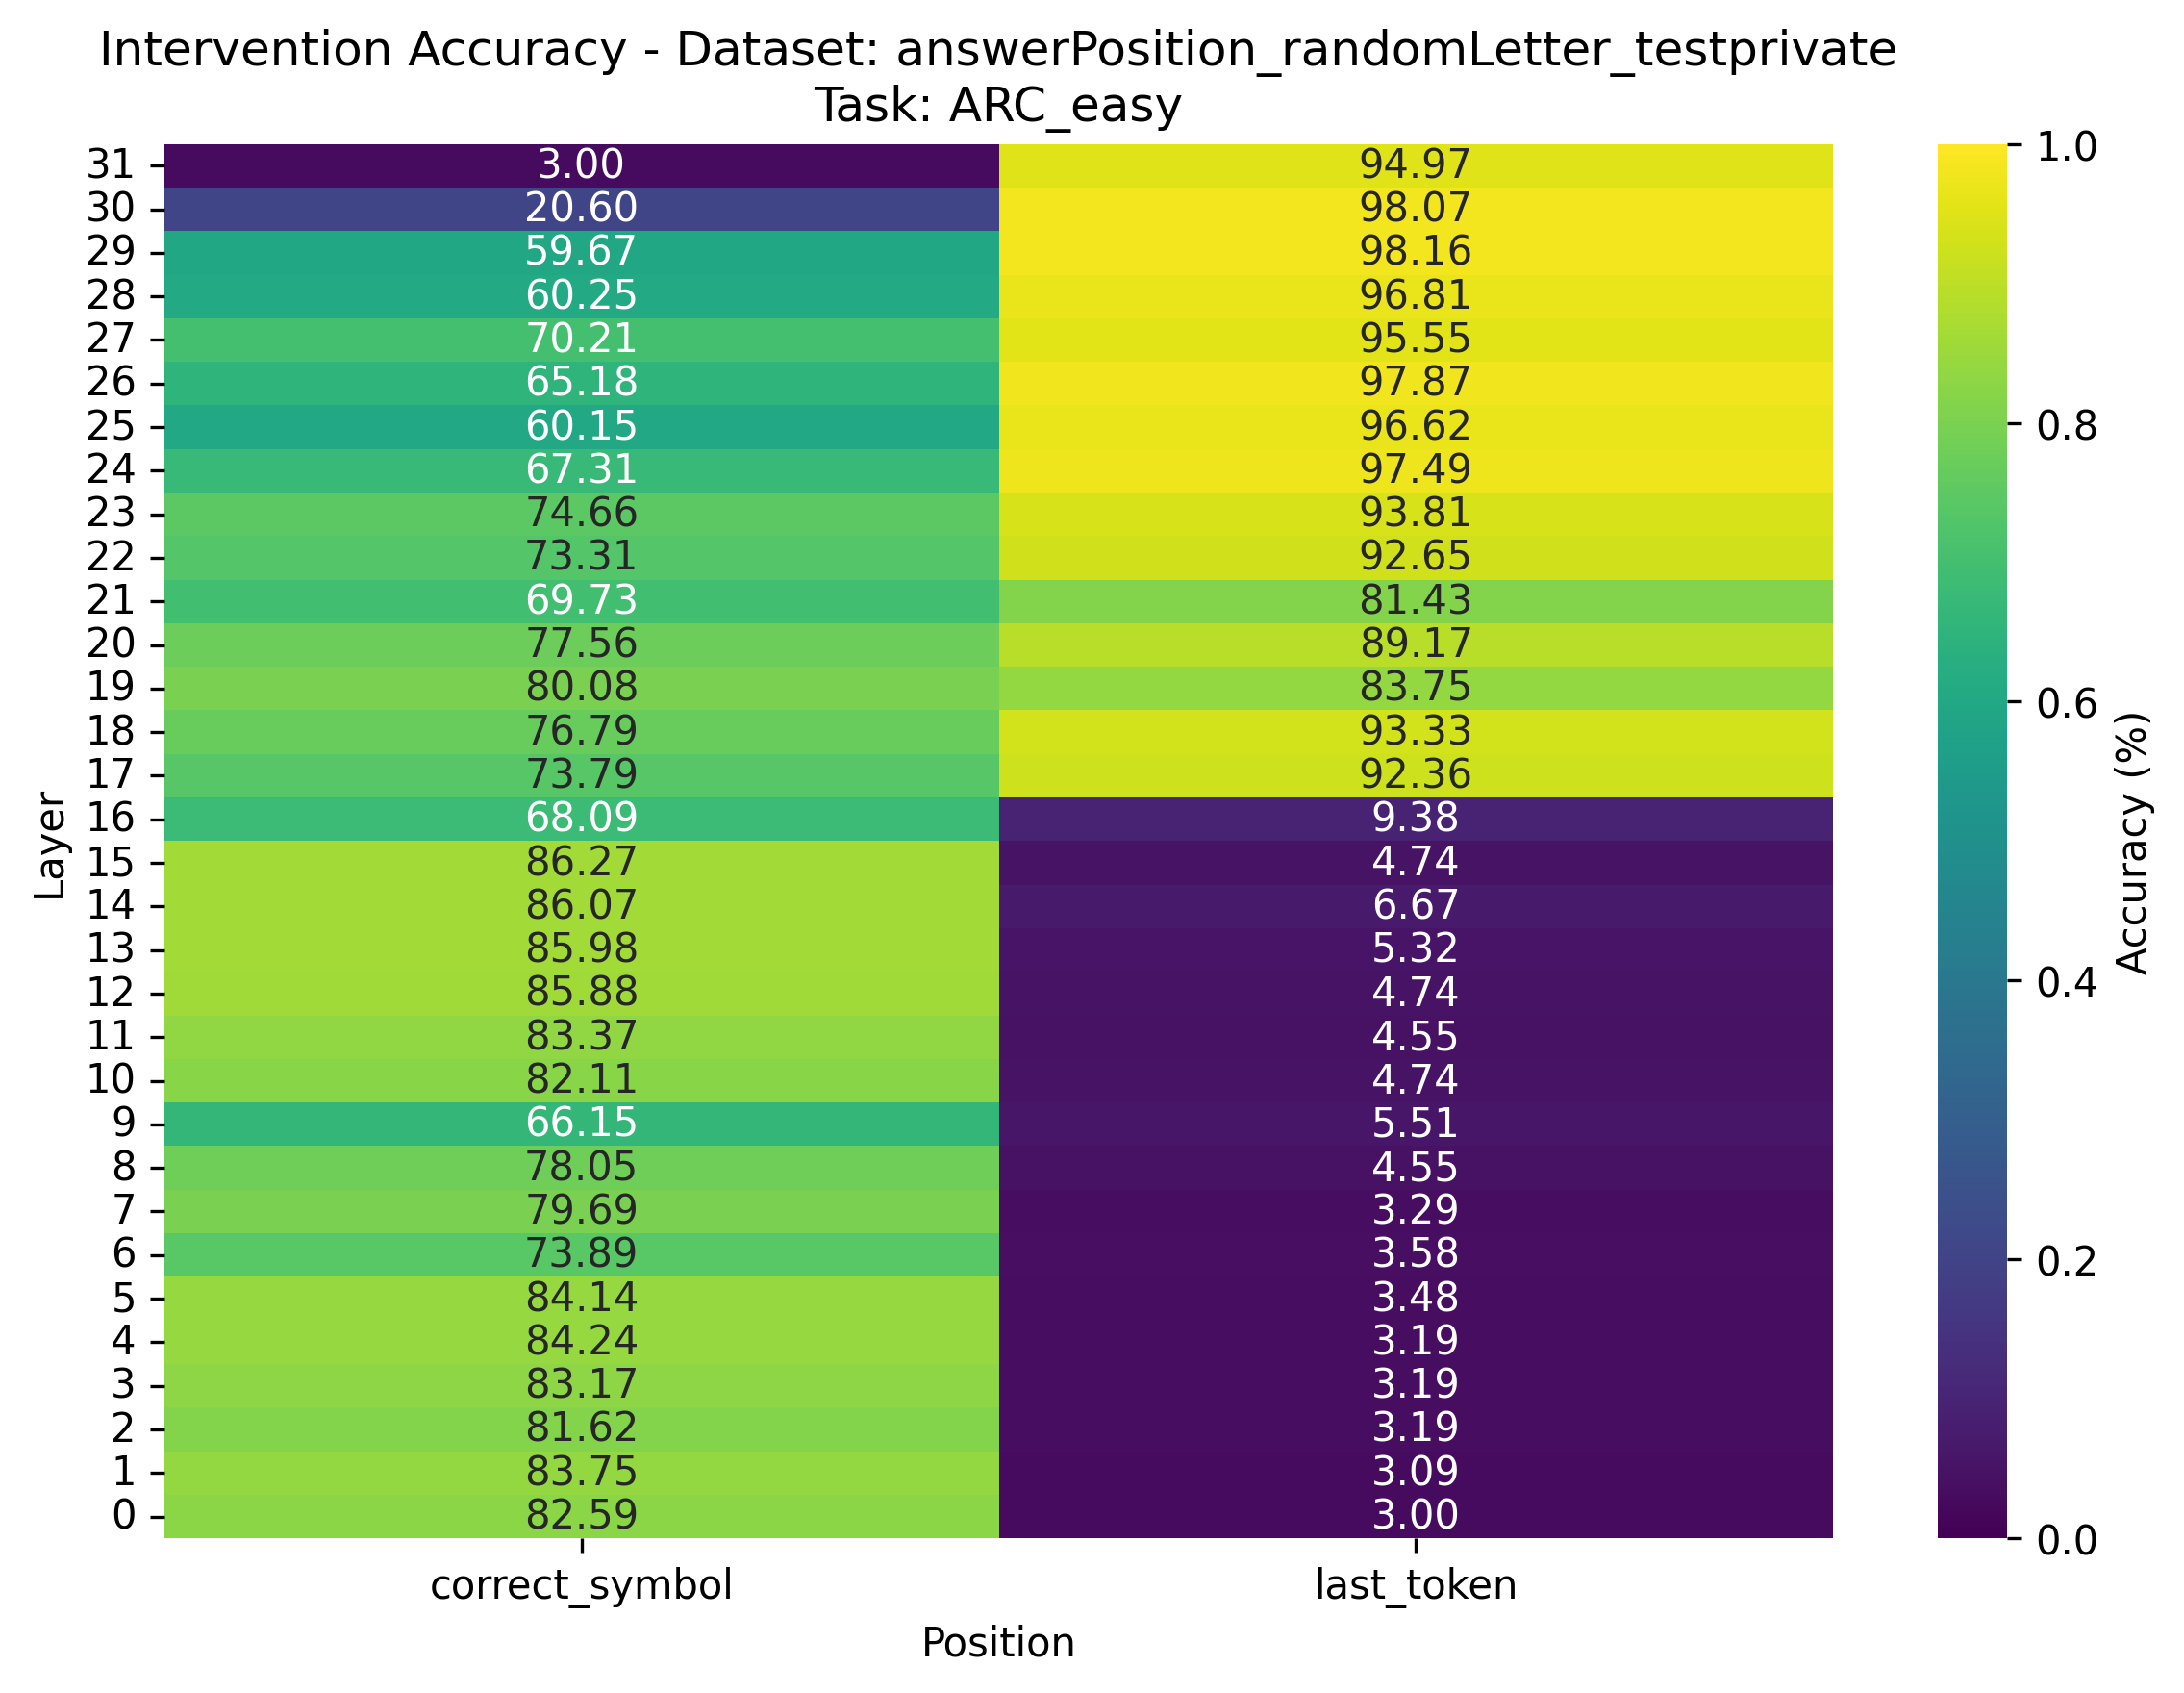 Intervention Accuracy - Dataset: answerPosition_randomLetter_testprivate
Task: ARC_easy
31 3.00 94.97
30 20.60 98.07
29 59.67 98.16
28 60.25 96.81
27 70.21 95.55
26 65.18 97.87
25 60.15 96.62
24 67.31 97.49
23 74.66 93.81
22 73.31 92.65
21 69.73 81.43
20 77.56 89.17
19 80.08 83.75
18 76.79 93.33
17 73.79 92.36
16 68.09 9.38
15 86.27 4.74
14 86.07 6.67
13 85.98 5.32
12 85.88 4.74
11 83.37 4.55
10 82.11 4.74
9 66.15 5.51
8 78.05 4.55
7 79.69 3.29
6 73.89 3.58
5 84.14 3.48
4 84.24 3.19
3 83.17 3.19
2 81.62 3.19
1 83.75 3.09
0 82.59 3.00
Layer
correct_symbol last_token
Position
1.0
0.8
0.6
0.4
0.2
0.0
Accuracy (%)